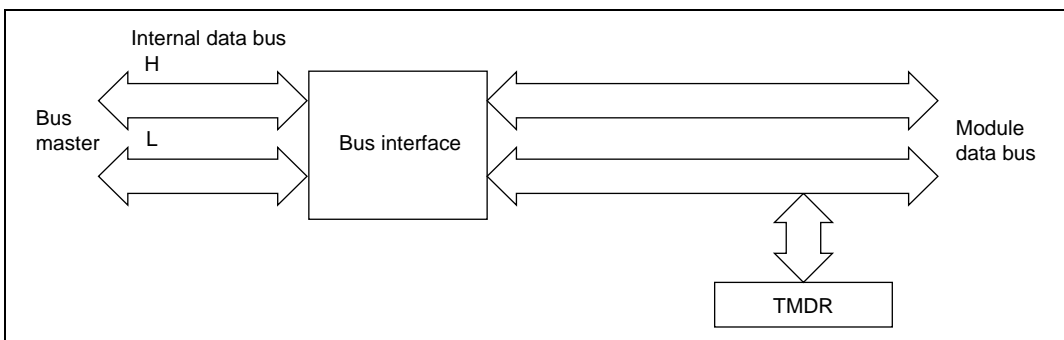 Internal data bus
H
Bus
master
L
Bus interface
Module
data bus
TMDR